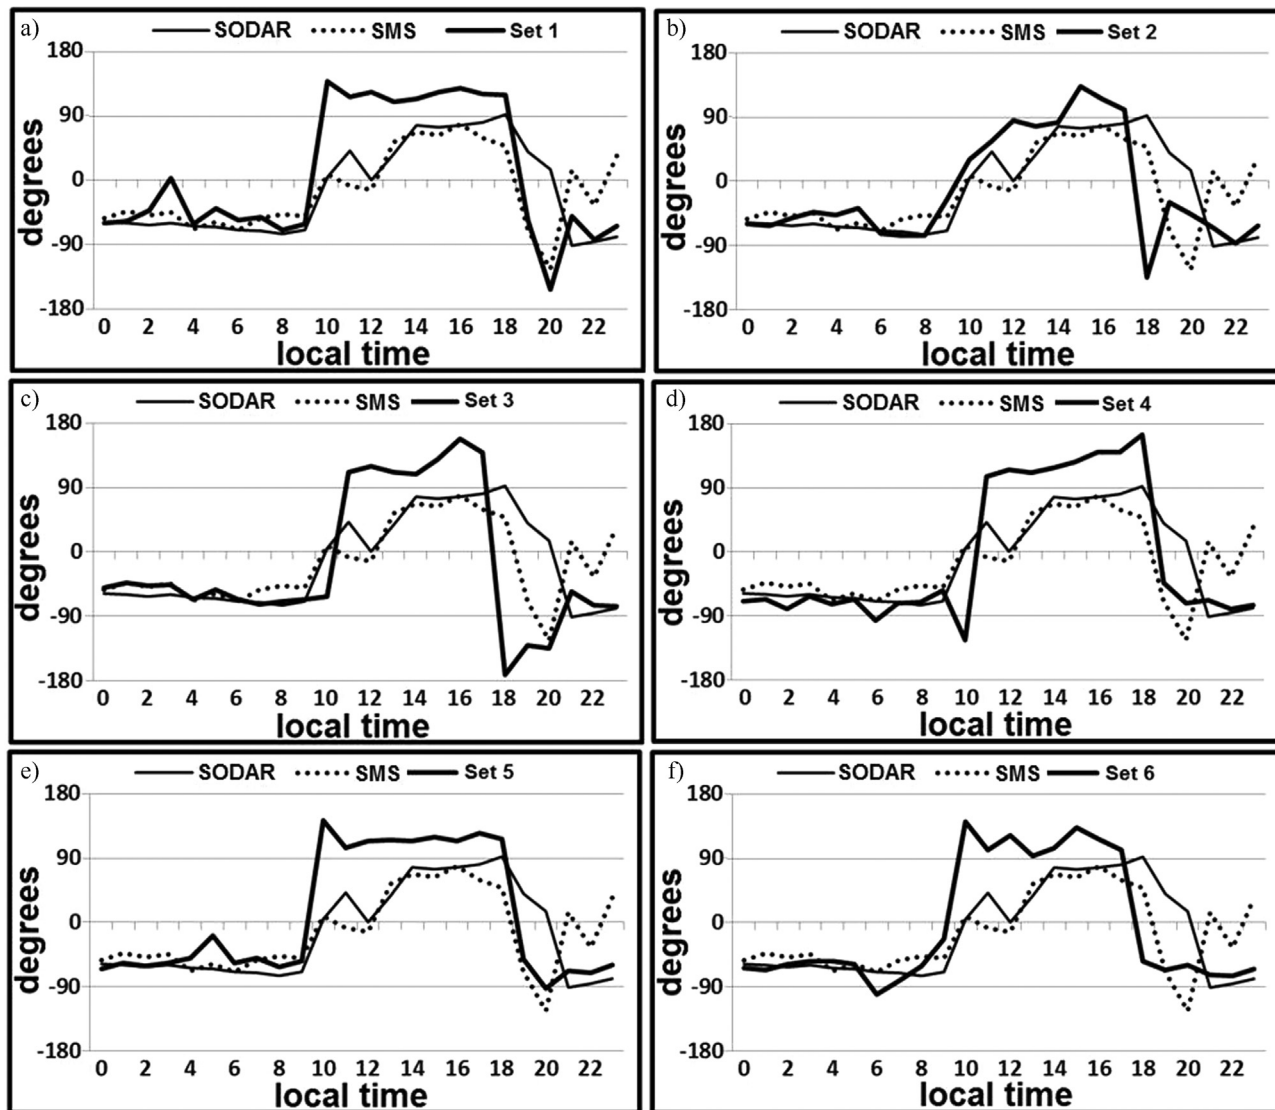 a) SODAR SMS Set 1
180
90
0
-90
-180
degrees
0 2 4 6 8 10 12 14 16 18 20 22
local time
b) SODAR SMS Set 2
180
90
0
-90
-180
degrees
0 2 4 6 8 10 12 14 16 18 20 22
local time
c) SODAR SMS Set 3
180
90
0
-90
-180
degrees
0 2 4 6 8 10 12 14 16 18 20 22
local time
d) SODAR SMS Set 4
180
90
0
-90
-180
degrees
0 2 4 6 8 10 12 14 16 18 20 22
local time
e) SODAR SMS Set 5
180
90
0
-90
-180
degrees
0 2 4 6 8 10 12 14 16 18 20 22
local time
f) SODAR SMS Set 6
180
90
0
-90
-180
degrees
0 2 4 6 8 10 12 14 16 18 20 22
local time